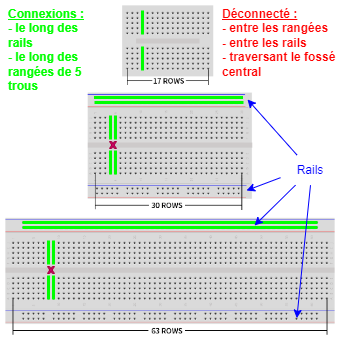 Connexions :
- le long des
rails
- le long des
rangées de 5
trous
Déconnecté :
- entre les rangées
- entre les rails
- traversant le fossé
central
17 ROWS
Rails
30 ROWS
63 ROWS